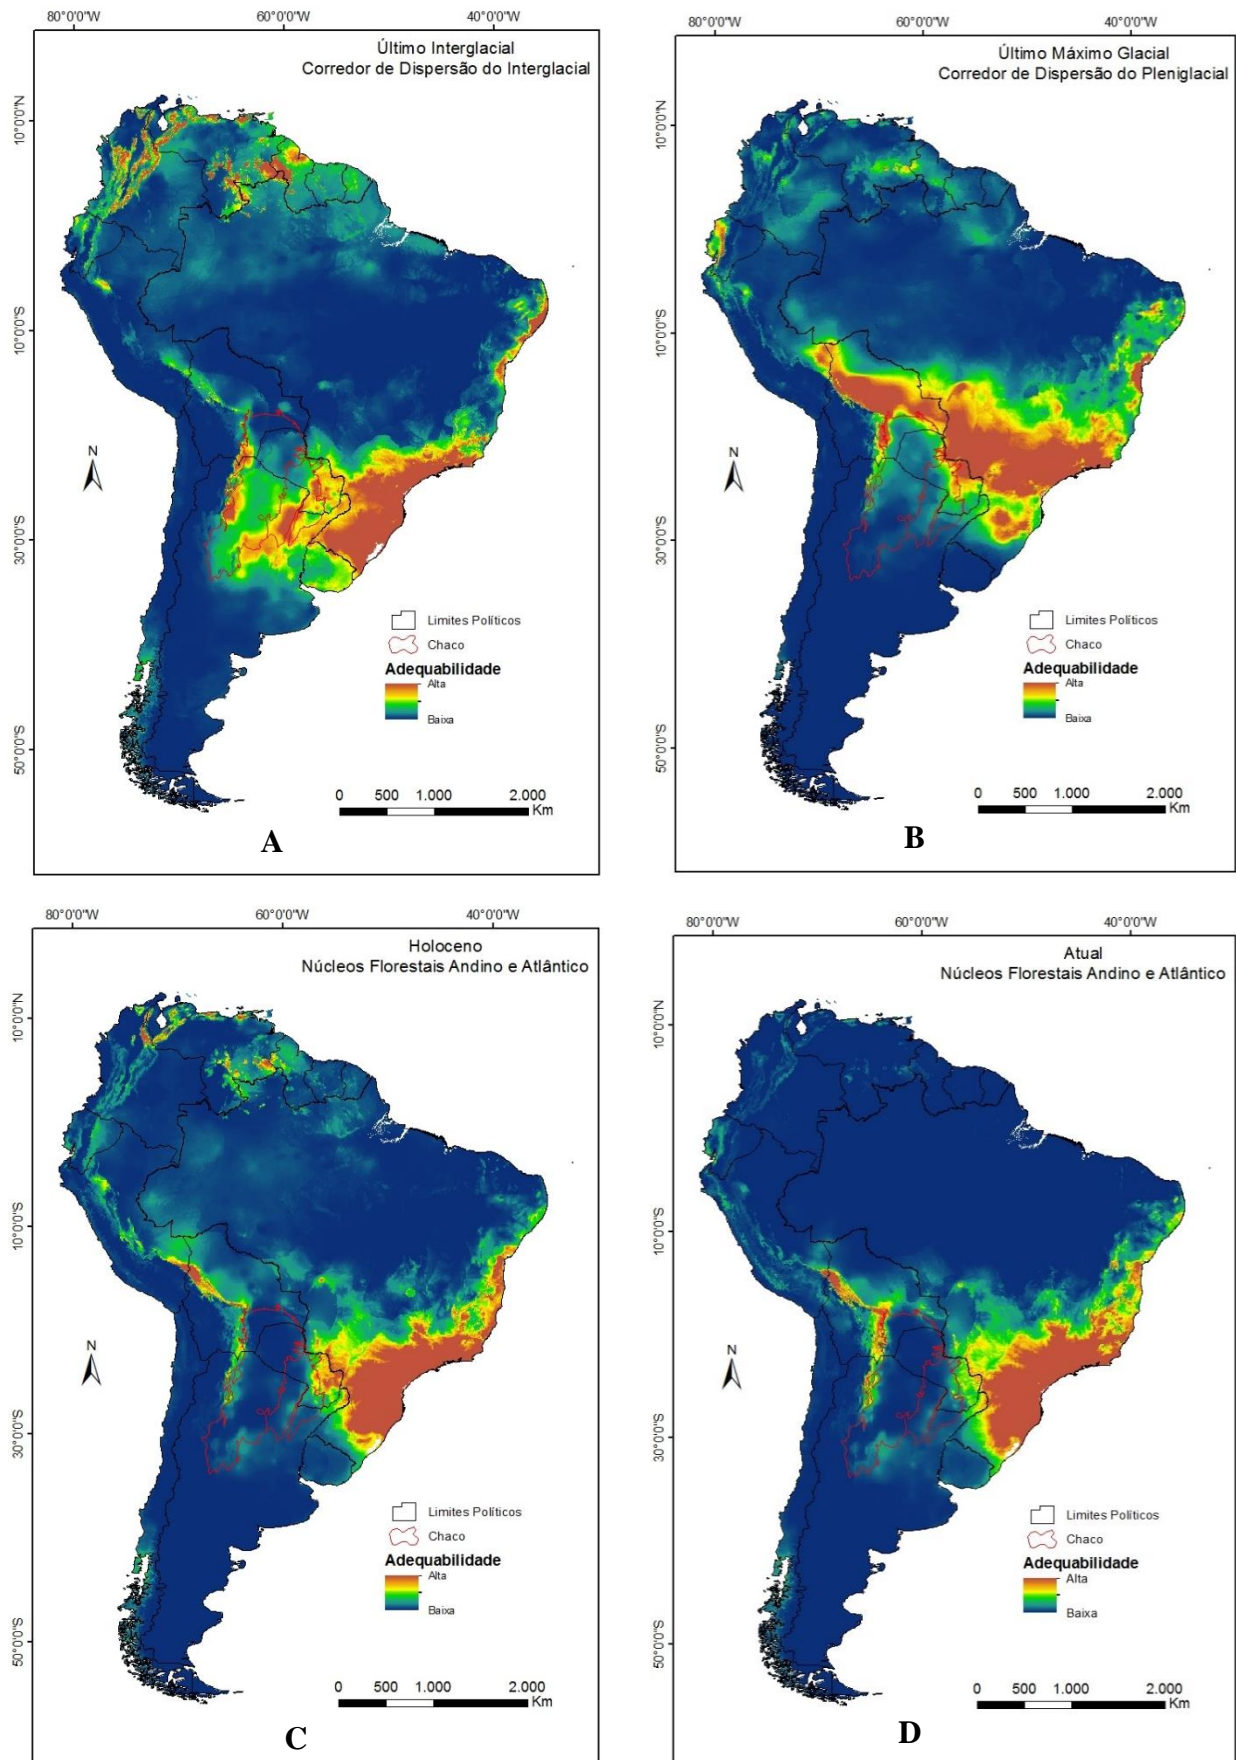 80°0'0"W 60°0'0"W 40°0'0"W
Último Interglacial
Corredor de Dispersão do Interglacial
10°0'0"N
10°0'0"S
30°0'0"S
50°0'0"S
N
Limites Políticos
Chaco
Adequabilidade
Alta
Baixa
0 500 1.000 2.000
Km
A
80°0'0"W 60°0'0"W 40°0'0"W
Último Máximo Glacial
Corredor de Dispersão do Pleniglacial
10°0'0"N
10°0'0"S
30°0'0"S
50°0'0"S
N
Limites Políticos
Chaco
Adequabilidade
Alta
Baixa
0 500 1.000 2.000
Km
B
80°0'0"W 60°0'0"W 40°0'0"W
Holoceno
Núcleos Florestais Andino e Atlântico
10°0'0"N
10°0'0"S
30°0'0"S
50°0'0"S
N
Limites Políticos
Chaco
Adequabilidade
Alta
Baixa
0 500 1.000 2.000
Km
C
80°0'0"W 60°0'0"W 40°0'0"W
Atual
Núcleos Florestais Andino e Atlântico
10°0'0"N
10°0'0"S
30°0'0"S
50°0'0"S
N
Limites Políticos
Chaco
Adequabilidade
Alta
Baixa
0 500 1.000 2.000
Km
D